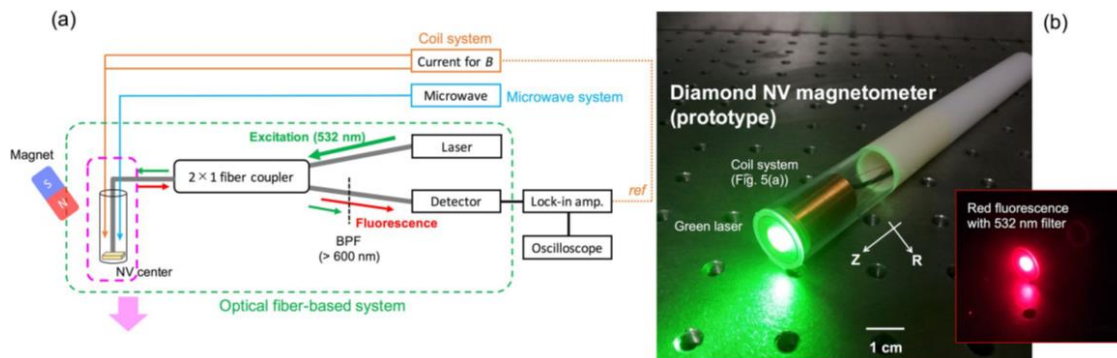 (a)
Coil system
Current for B
Microwave
Microwave system
Excitation (532 nm)
Laser
Magnet
S
N
2×1 fiber coupler
Detector
Lock-in amp.
ref
Fluorescence
Oscilloscope
BPF
(> 600 nm)
NV center
Optical fiber-based system
(b)
Diamond NV magnetometer
(prototype)
Coil system
(Fig. 5(a))
Green laser
Z
R
Red fluorescence
with 532 nm filter
1 cm